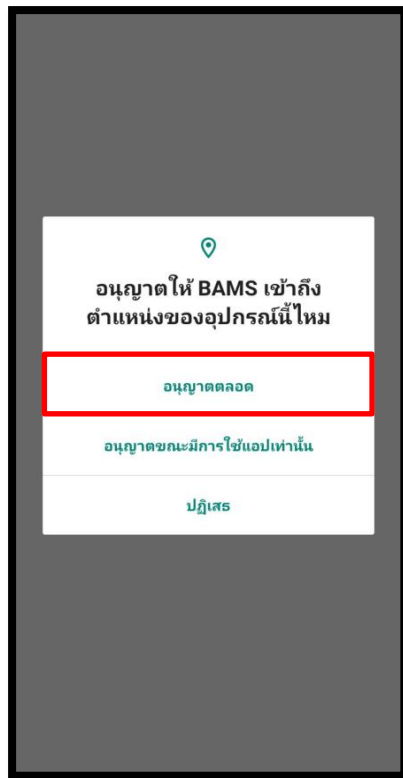 อนุญาตให้ BAMS เข้าถึง
ตำแหน่งของอุปกรณ์นี้ไหม
อนุญาตตลอด
อนุญาตขณะมีการใช้แอปเท่านั้น
ปฏิเสธ